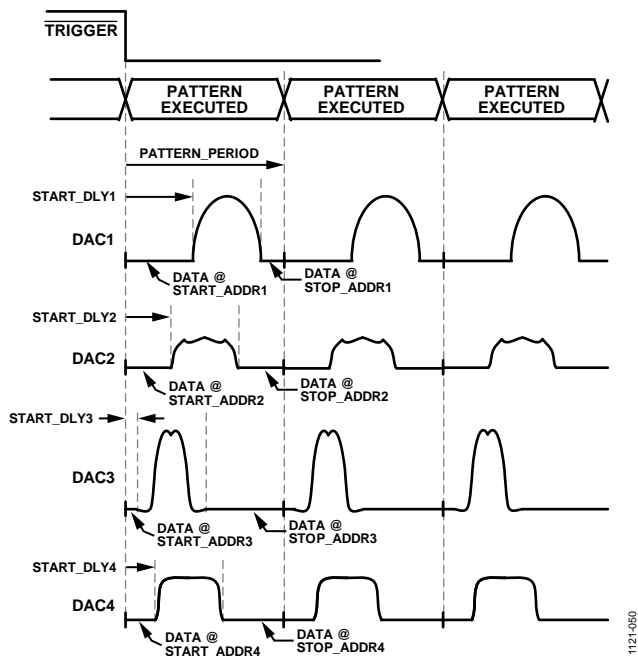 TRIGGER
PATTERN
EXECUTED
PATTERN
EXECUTED
PATTERN
EXECUTED
PATTERN_PERIOD
START_DLY1
DAC1
DATA @
START_ADDR1
DATA @
STOP_ADDR1
START_DLY2
DAC2
DATA @
START_ADDR2
DATA @
STOP_ADDR2
START_DLY3
DAC3
DATA @
START_ADDR3
DATA @
STOP_ADDR3
START_DLY4
DAC4
DATA @
START_ADDR4
DATA @
STOP_ADDR4
1121-050